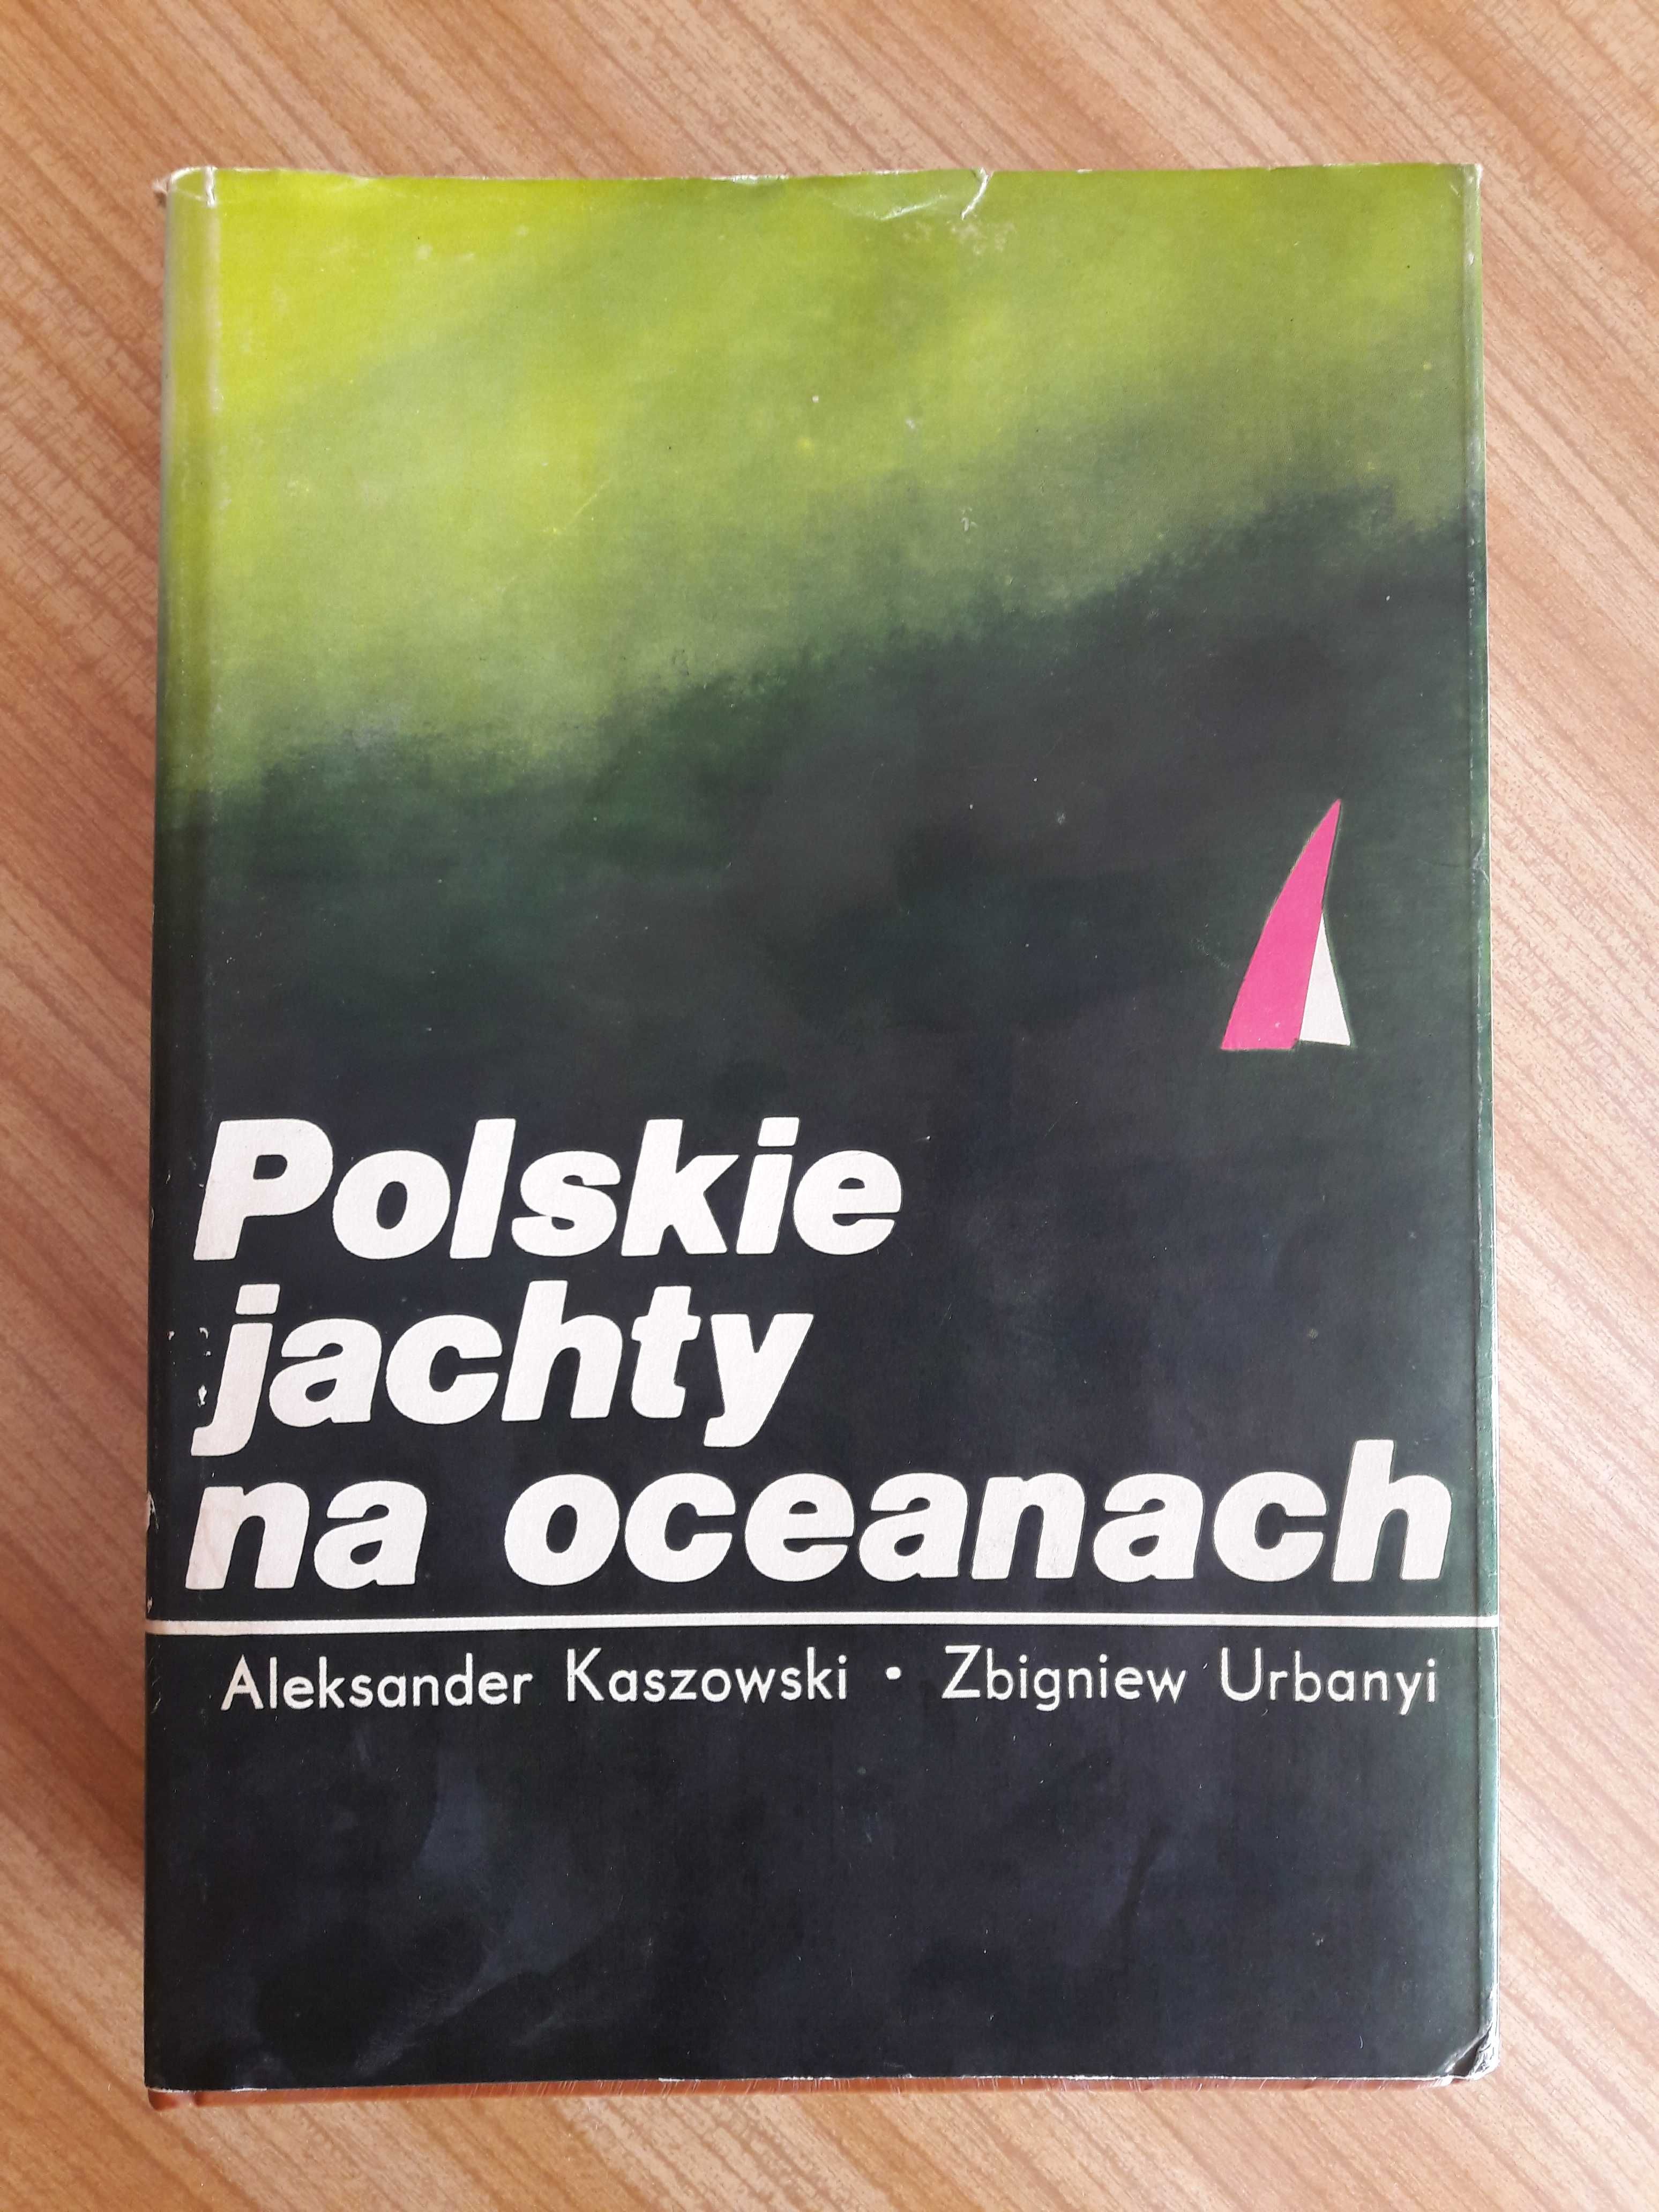 Polskie
jachty
na oceanach
Aleksander Kaszowski • Zbigniew Urbanyi